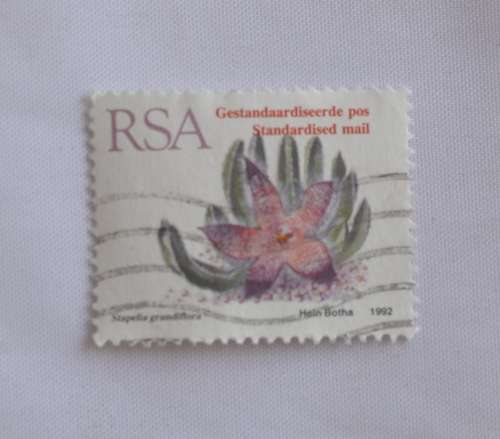 RSA
Gestandaardiseerde pos
Standardised mail
Stapelia grandiflora
Hein Botha 1992